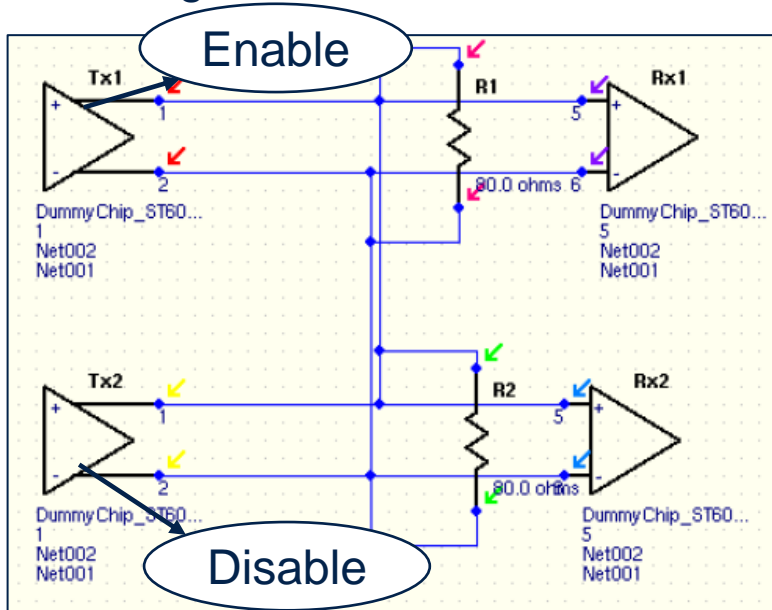 Enable
Tx1
+
-
1
2
DummyChip_ST60...
1
Net002
Net001
R1
80.0 ohms
Rx1
5
6
+
-
DummyChip_ST60...
5
Net002
Net001
Tx2
+
-
1
2
DummyChip_ST60...
1
Net002
Net001
R2
80.0 ohms
Rx2
5
+
-
DummyChip_ST60...
5
Net002
Net001
Disable